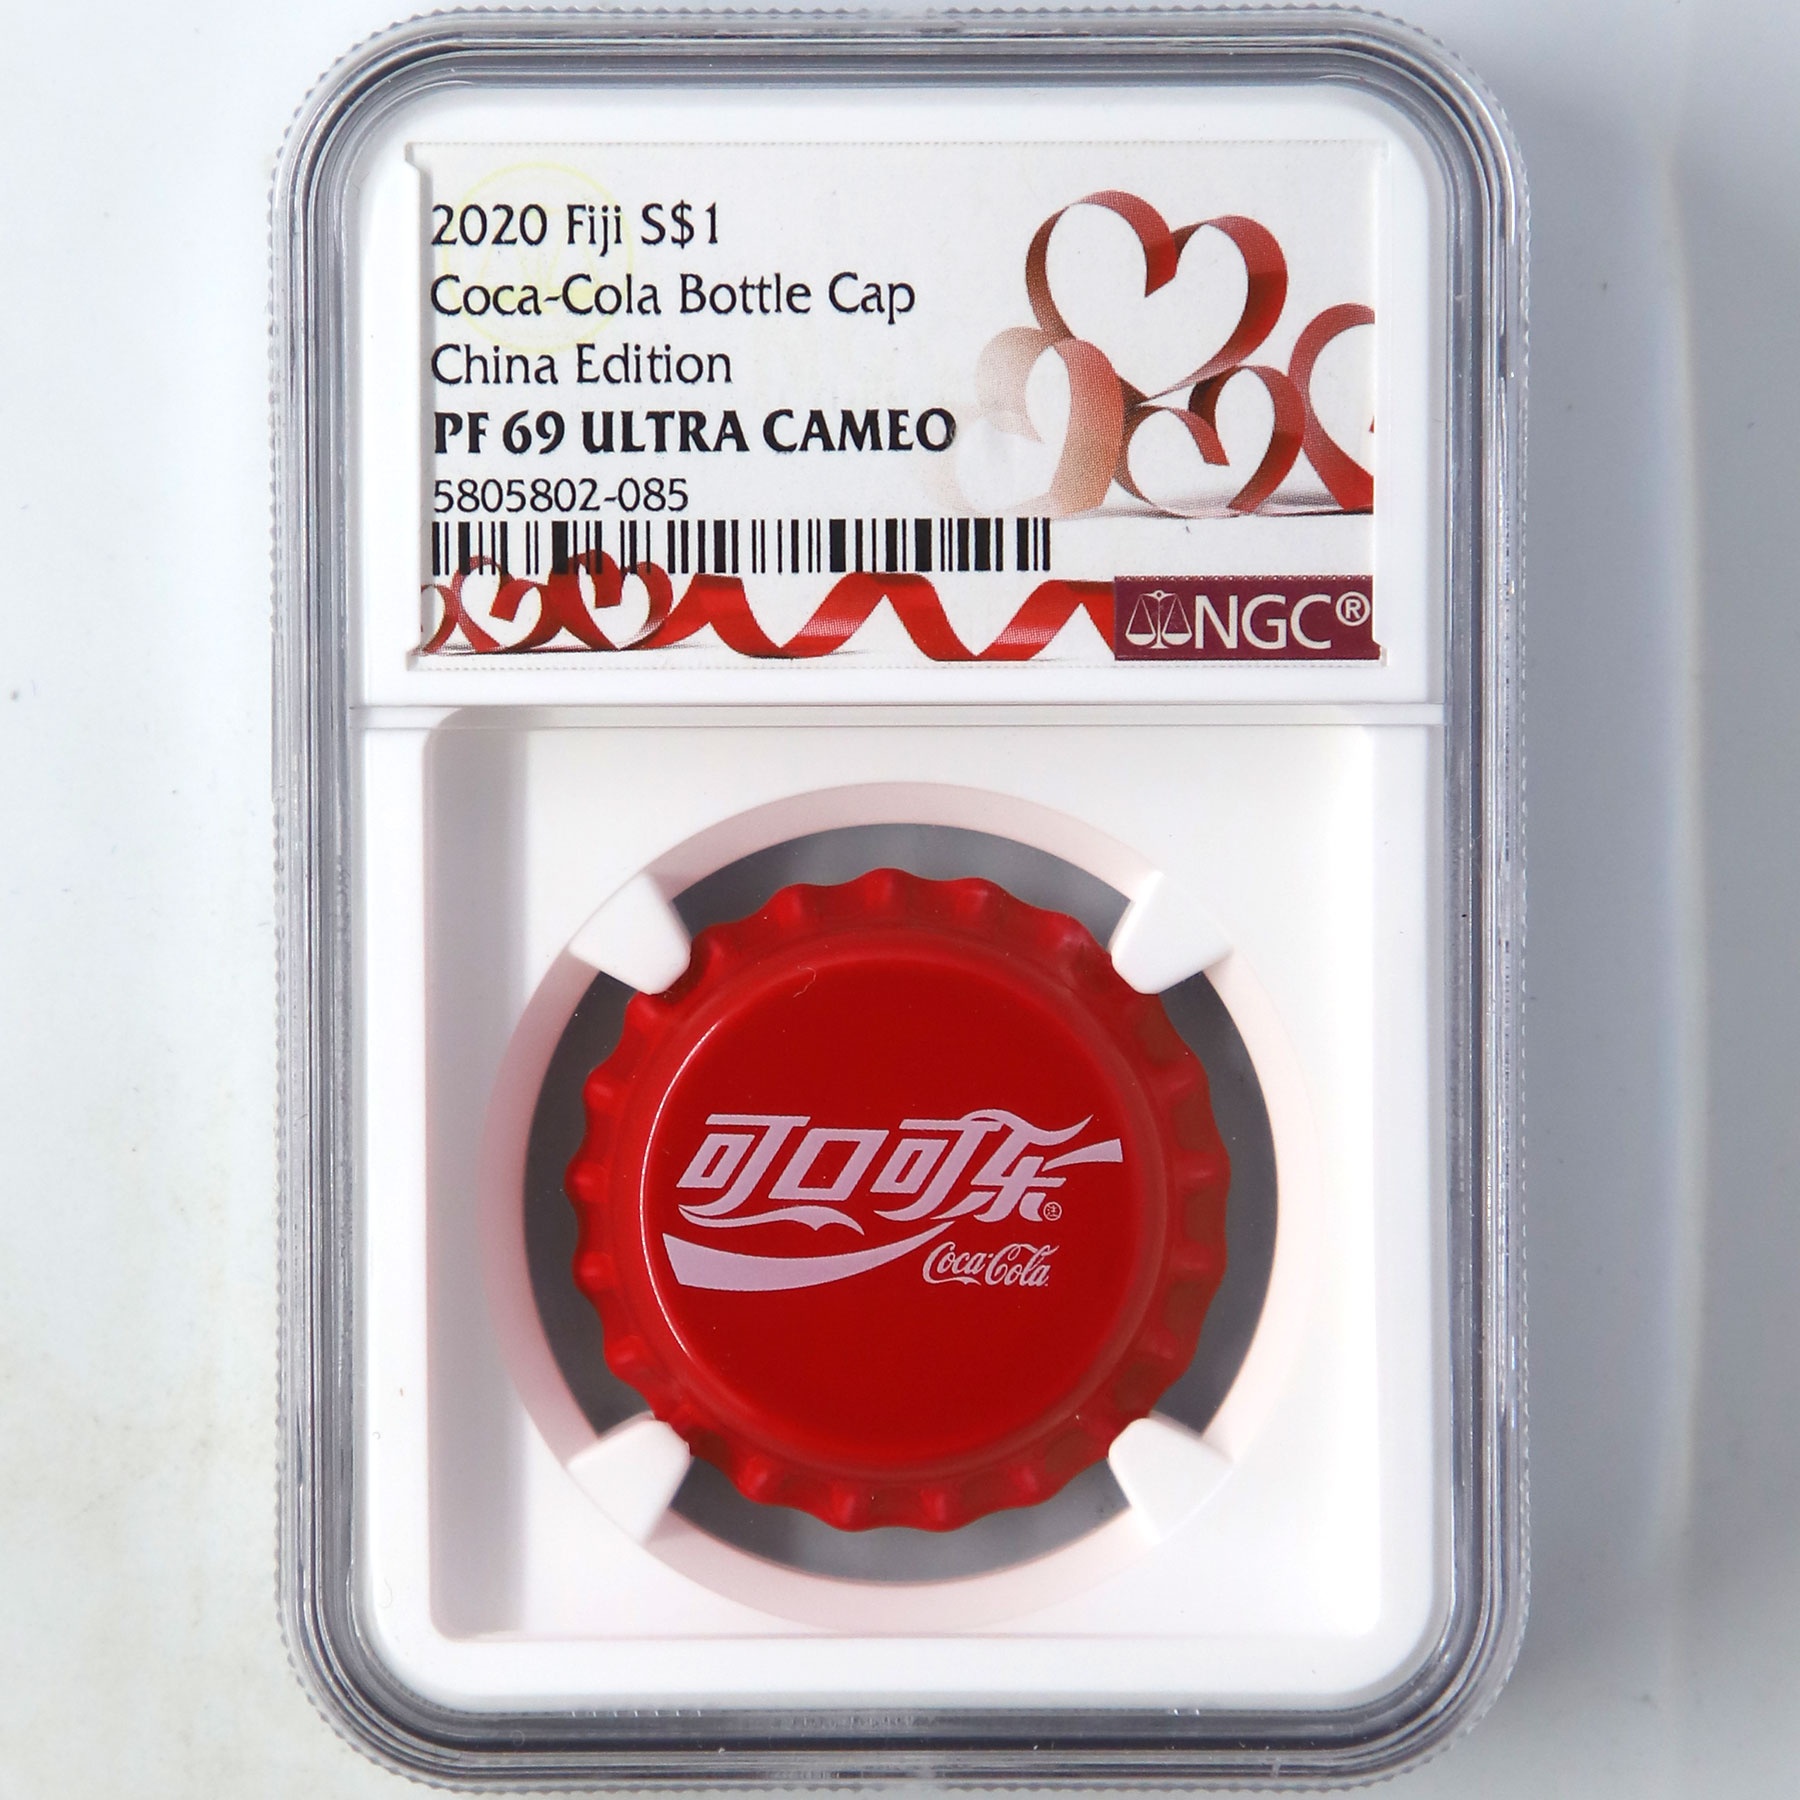 2020 Fiji S$1
Coca-Cola Bottle Cap
China Edition
PF 69 ULTRA CAMEO
5805802-085
NGC®
可口可乐
Coca-Cola